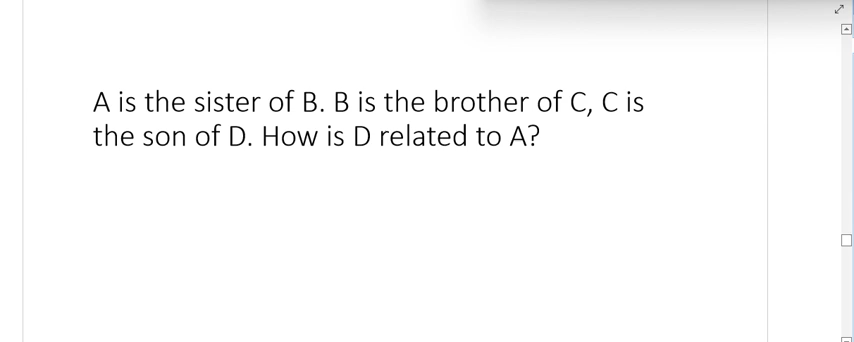 A is the sister of B. B is the brother of C, C is
the son of D. How is D related to A?